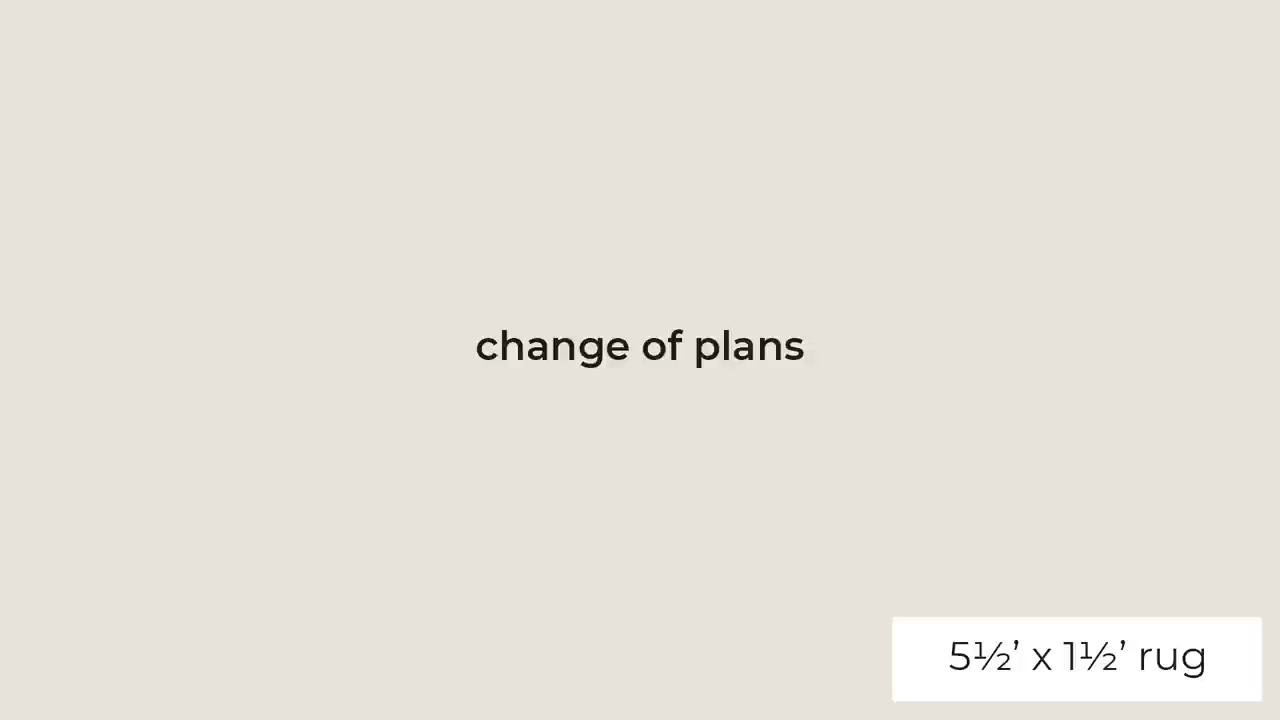 change of plans
5½’ x 1½’ rug